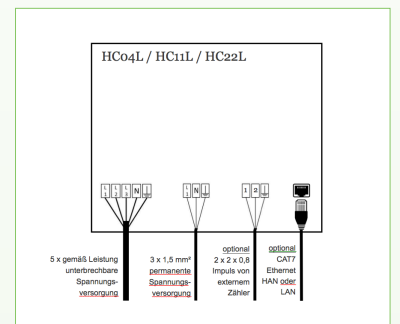 HC04L / HC11L / HC22L
L1 L2 L3 N
L1 N
1 2
5 x gemäß Leistung
unterbrechbare
Spannungs-
versorgung
3 x 1,5 mm²
permanente
Spannungs-
versorgung
optional
2 x 2 x 0,8
Impuls von
externem
Zähler
optional
CAT7
Ethernet
HAN oder
LAN